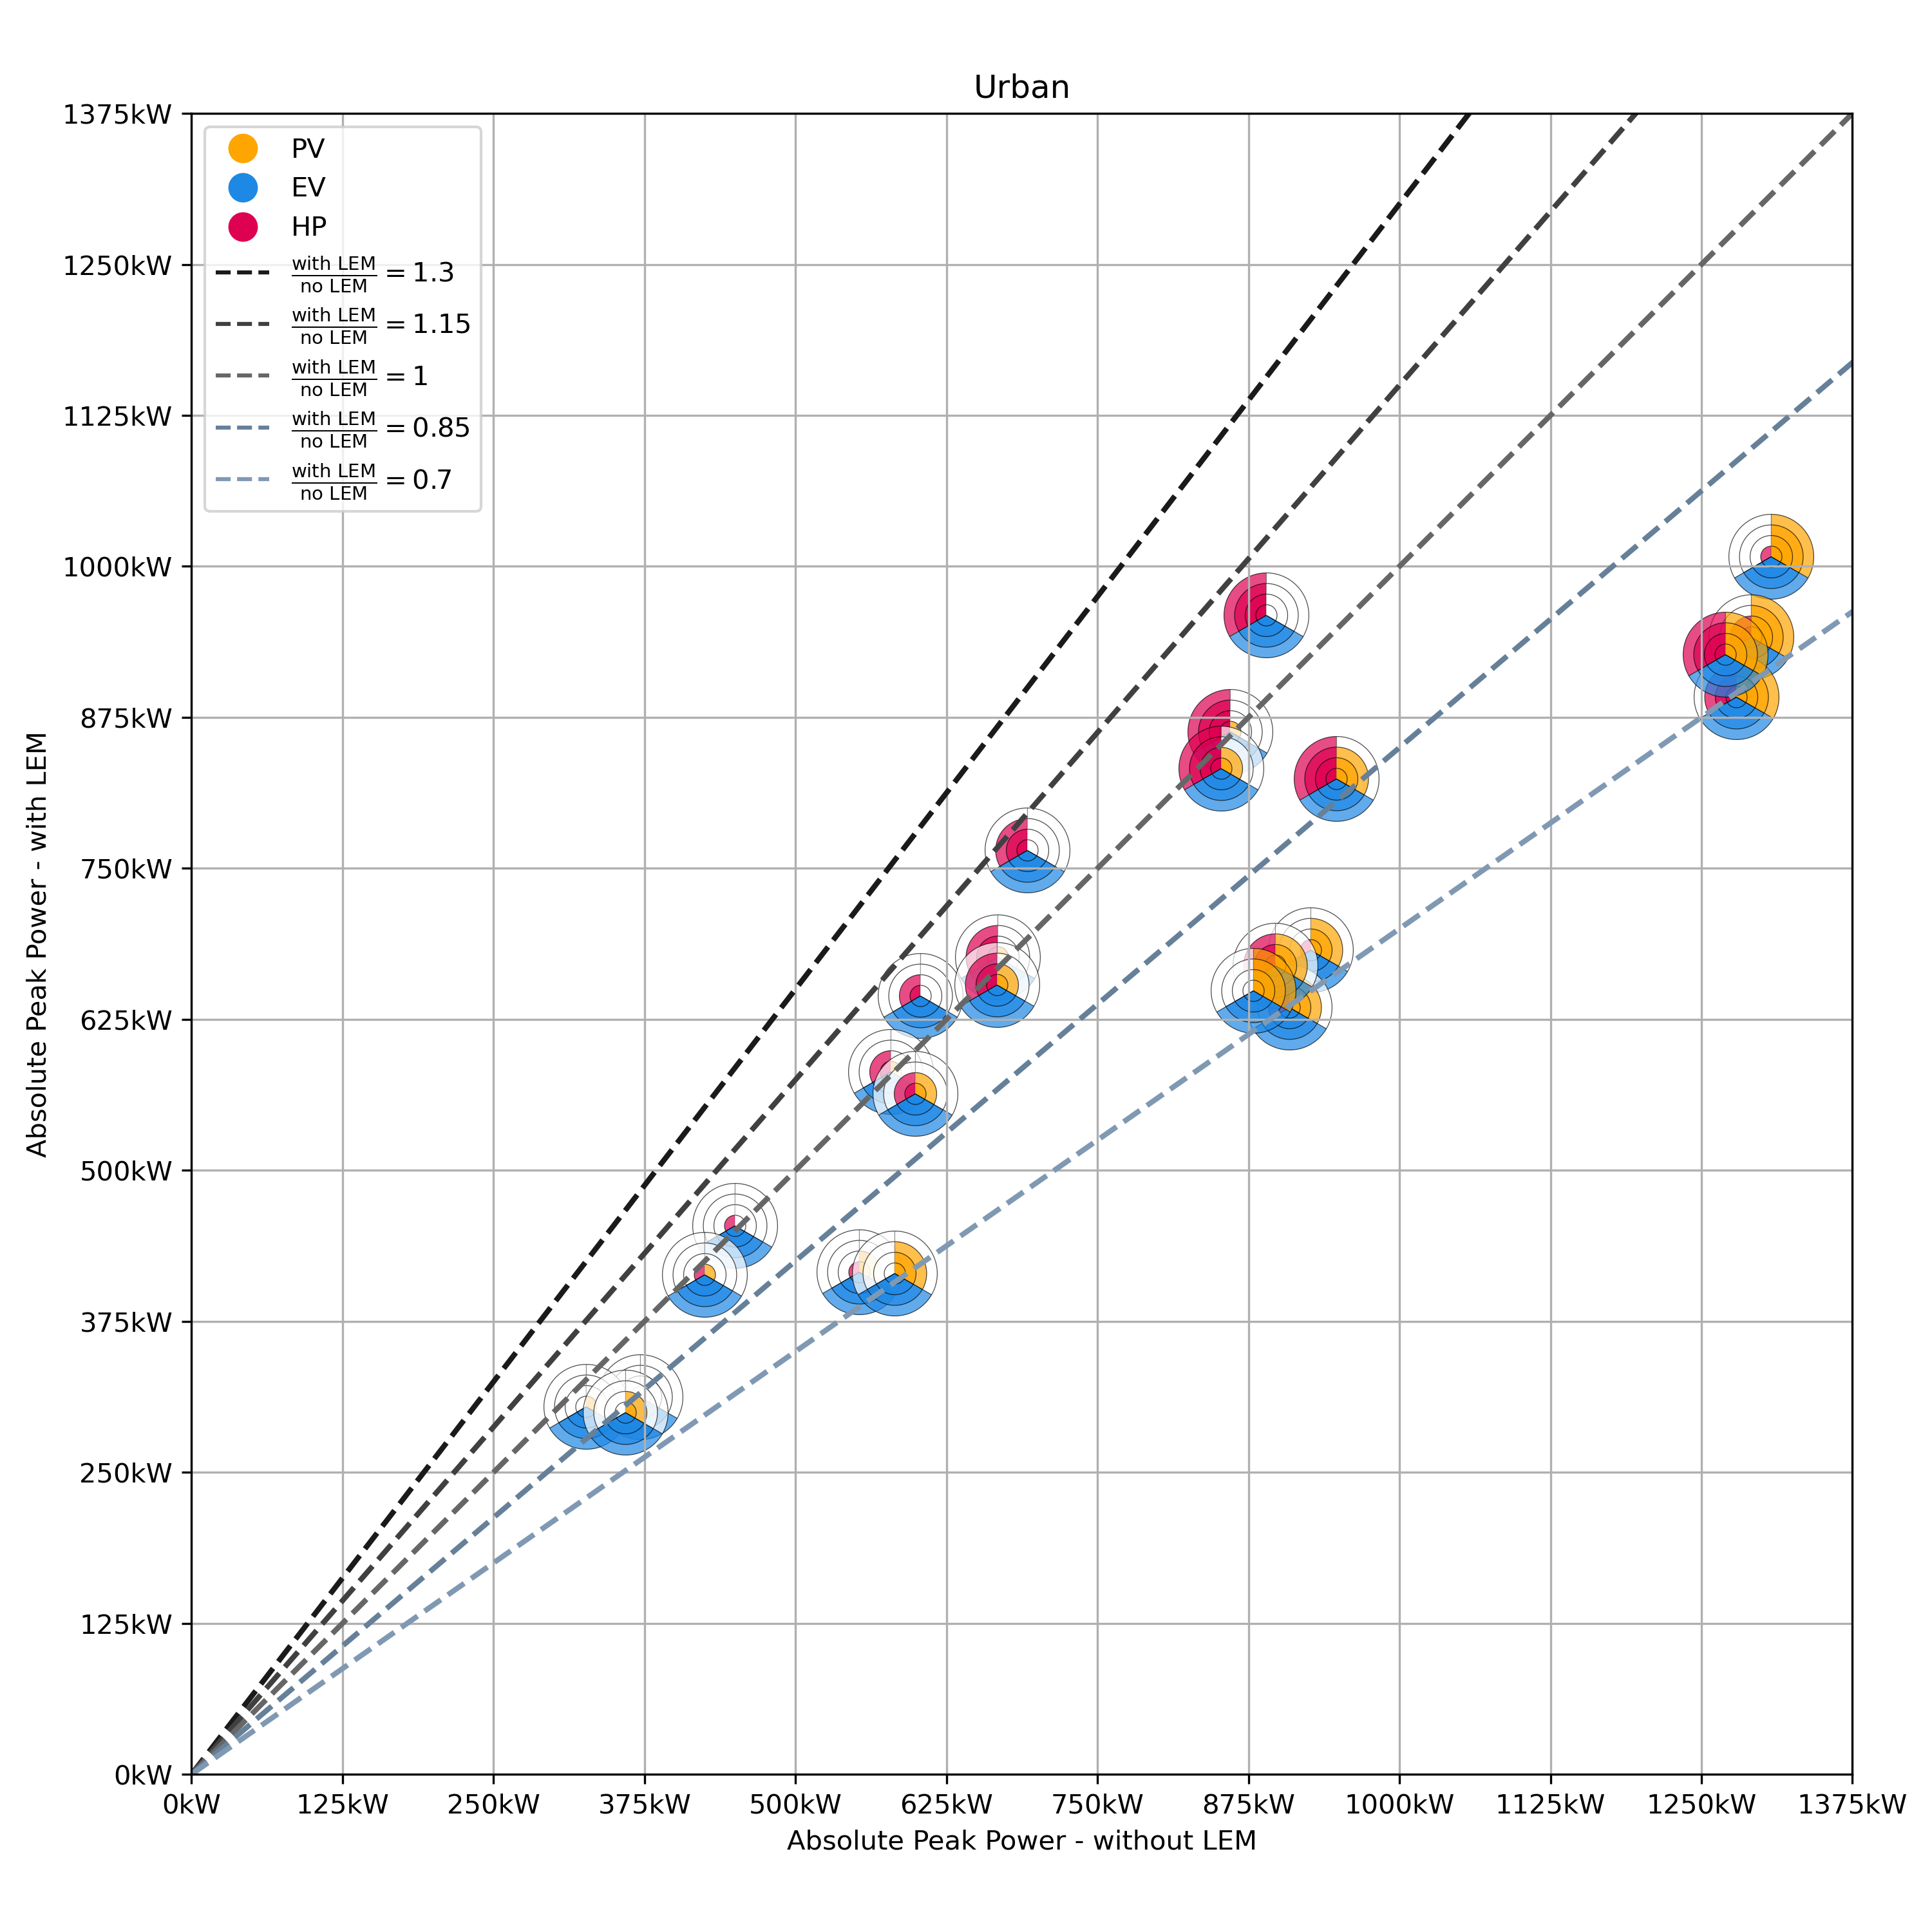 Urban
1375kW
1250kW
1125kW
1000kW
875kW
750kW
625kW
500kW
375kW
250kW
125kW
0kW
Absolute Peak Power - with LEM
PV
EV
HP
with LEM
no LEM = 1.3
with LEM
no LEM = 1.15
with LEM
no LEM = 1
with LEM
no LEM = 0.85
with LEM
no LEM = 0.7
0kW 125kW 250kW 375kW 500kW 625kW 750kW 875kW 1000kW 1125kW 1250kW 1375kW
Absolute Peak Power - without LEM